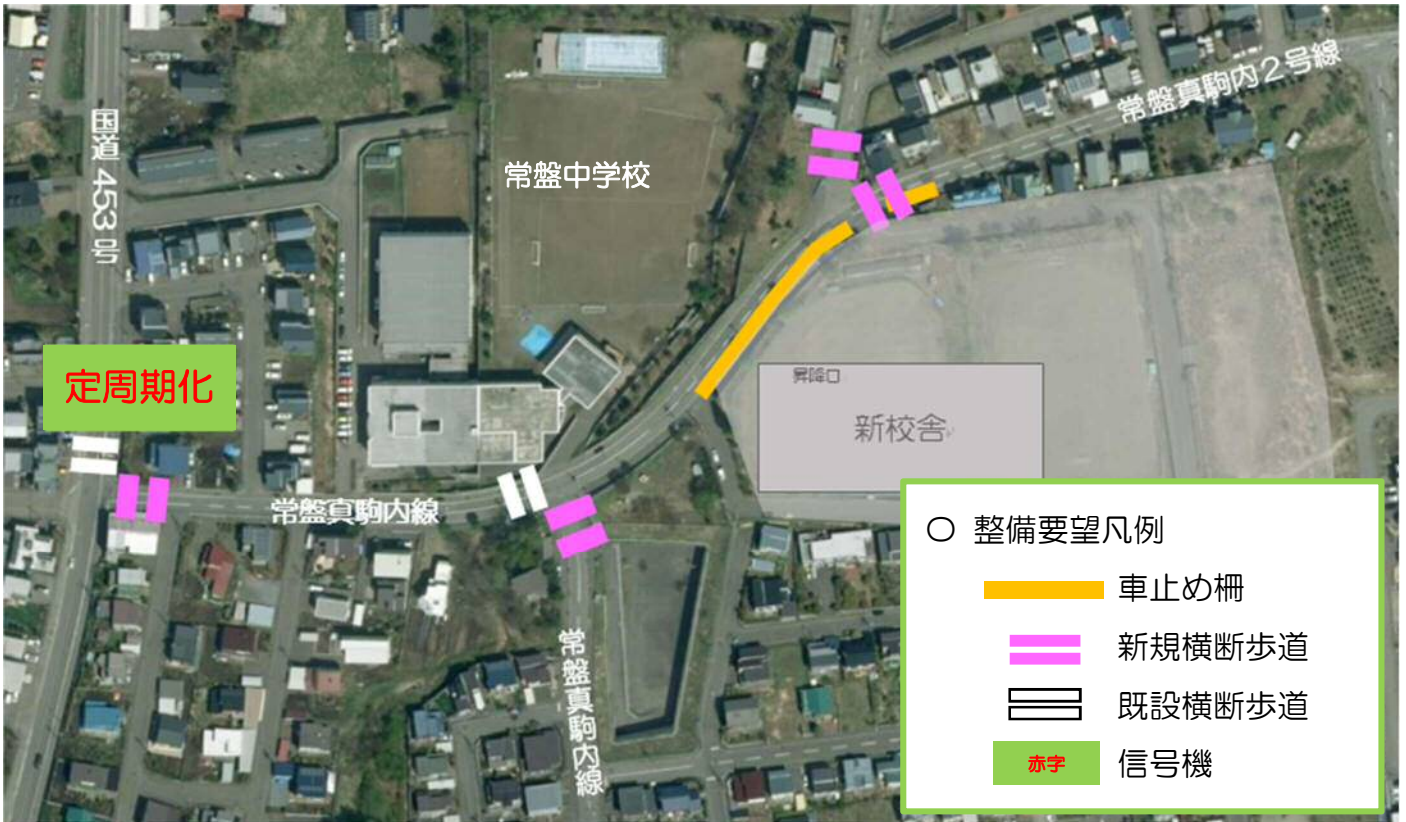 国道453号
常盤中学校
常盤真駒内2号線
定周期化
昇降口
新校舎
常盤真駒内線
常盤真駒内線
〇 整備要望凡例
車止め柵
新規横断歩道
既設横断歩道
赤字 信号機